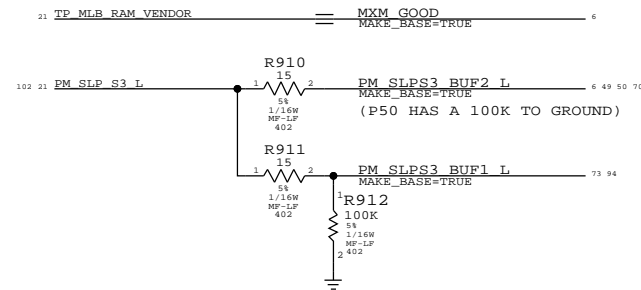 21 TP_MLB_RAM_VENDOR MXM_GOOD 6
MAKE_BASE=TRUE
R910
15
102 21 PM_SLP_S3_L 1 2 PM_SLPS3_BUF2_L 6 49 50 70
MAKE_BASE=TRUE
5%
1/16W
MF-LF
402
(P50 HAS A 100K TO GROUND)
R911
15
1 2 PM_SLPS3_BUF1_L 73 94
MAKE_BASE=TRUE
5%
1/16W
MF-LF
402
1
R912
100K
5%
1/16W
MF-LF
402
2